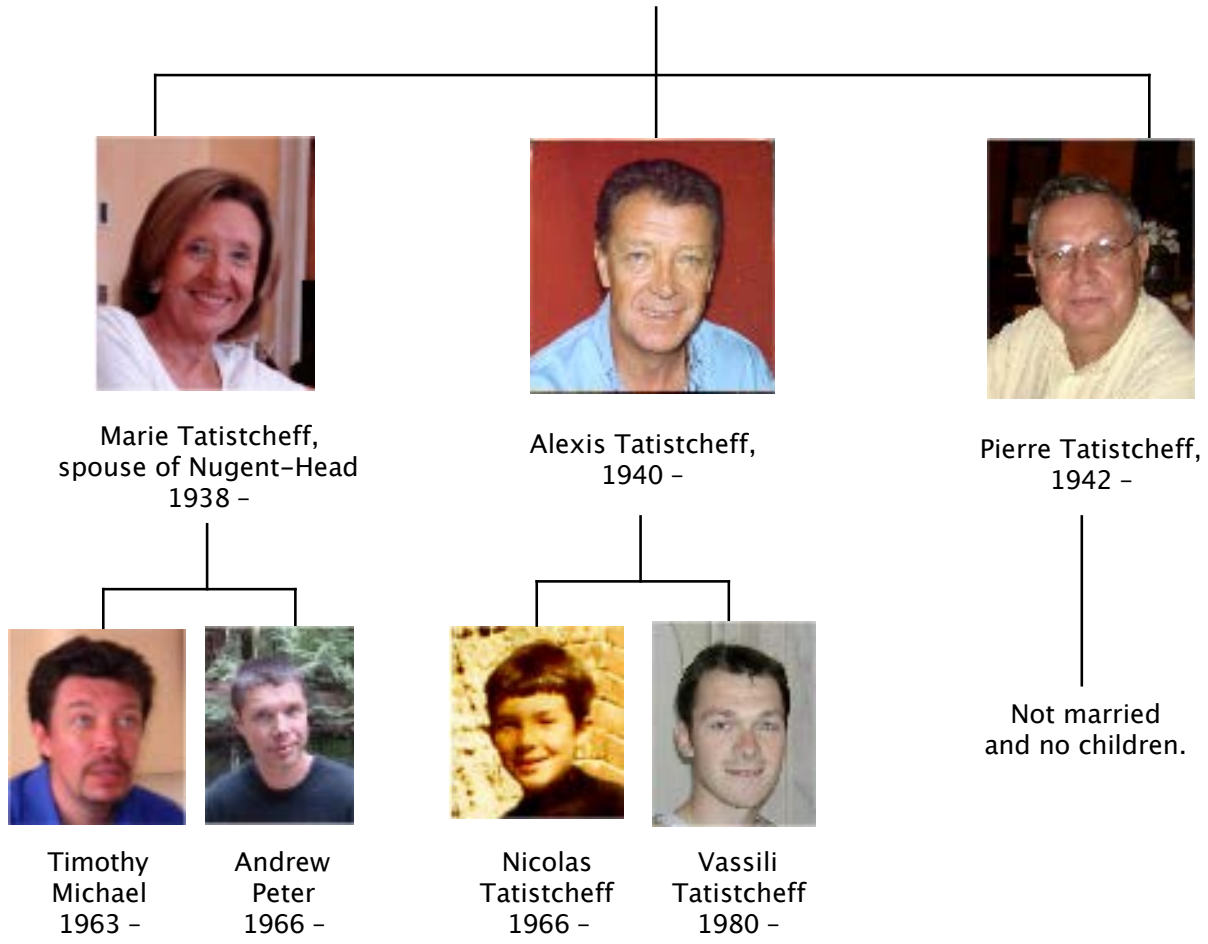 Marie Tatistcheff,
spouse of Nugent-Head
1938 –
Alexis Tatistcheff,
1940 –
Pierre Tatistcheff,
1942 –
Not married
and no children.
Timothy
Michael
1963 –
Andrew
Peter
1966 –
Nicolas
Tatistcheff
1966 –
Vassili
Tatistcheff
1980 –